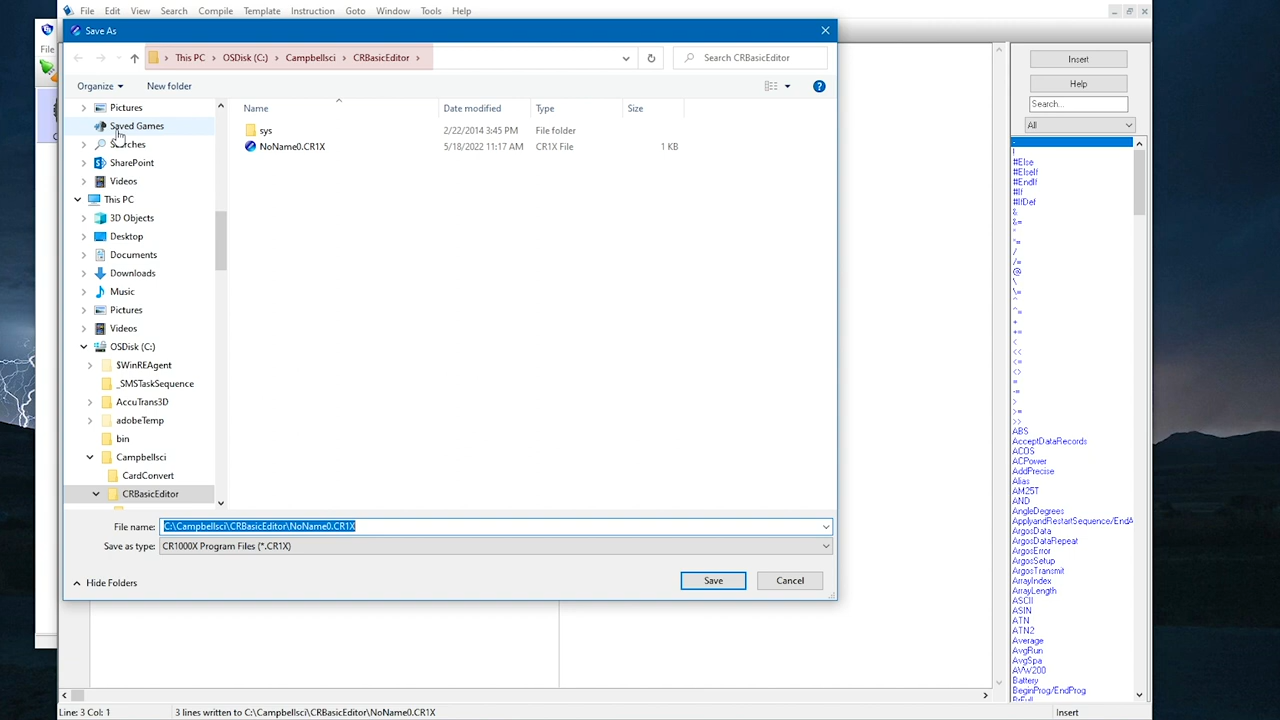 File Edit View Search Compile Template Instruction Goto Window Tools Help
Save As
This PC > OSDisk (C:) > Campbellsci > CRBasicEditor >
Search CRBasicEditor
File
Organize New folder
Insert
Help
Search...
All
Name Date modified Type Size
sys 2/22/2014 3:45 PM File folder
NoName0.CR1X 5/18/2022 11:17 AM CR1X File 1 KB
Pictures
Saved Games
Searches
SharePoint
Videos
This PC
3D Objects
Desktop
Documents
Downloads
Music
Pictures
Videos
OSDisk (C:)
$WinREAgent
_SMSTaskSequence
AccuTrans3D
adobeTemp
bin
Campbellsci
CardConvert
CRBasicEditor
-
!
#Else
#ElseIf
#EndIf
#If
#IfDef
&
&=
*
*=
/
/=
@
\
\=
^
^=
+
+=
<
<<
<=
<>
=
-=
>
>=
>>
ABS
AcceptDataRecords
ACOS
ACPower
AddPrecise
Alias
AM25T
AND
AngleDegrees
ApplyandRestartSequence/EndA
ArgosData
ArgosDataRepeat
ArgosError
ArgosSetup
ArgosTransmit
ArrayIndex
ArrayLength
ASCII
ASIN
ATN
ATN2
Average
AvgRun
AvgSpa
AVW200
Battery
BeginProg/EndProg
BrFull
File name: C:\Campbellsci\CRBasicEditor\NoName0.CR1X
Save as type: CR1000X Program Files (*.CR1X)
Hide Folders
Save
Cancel
Line: 3 Col: 1 3 lines written to C:\Campbellsci\CRBasicEditor\NoName0.CR1X Insert